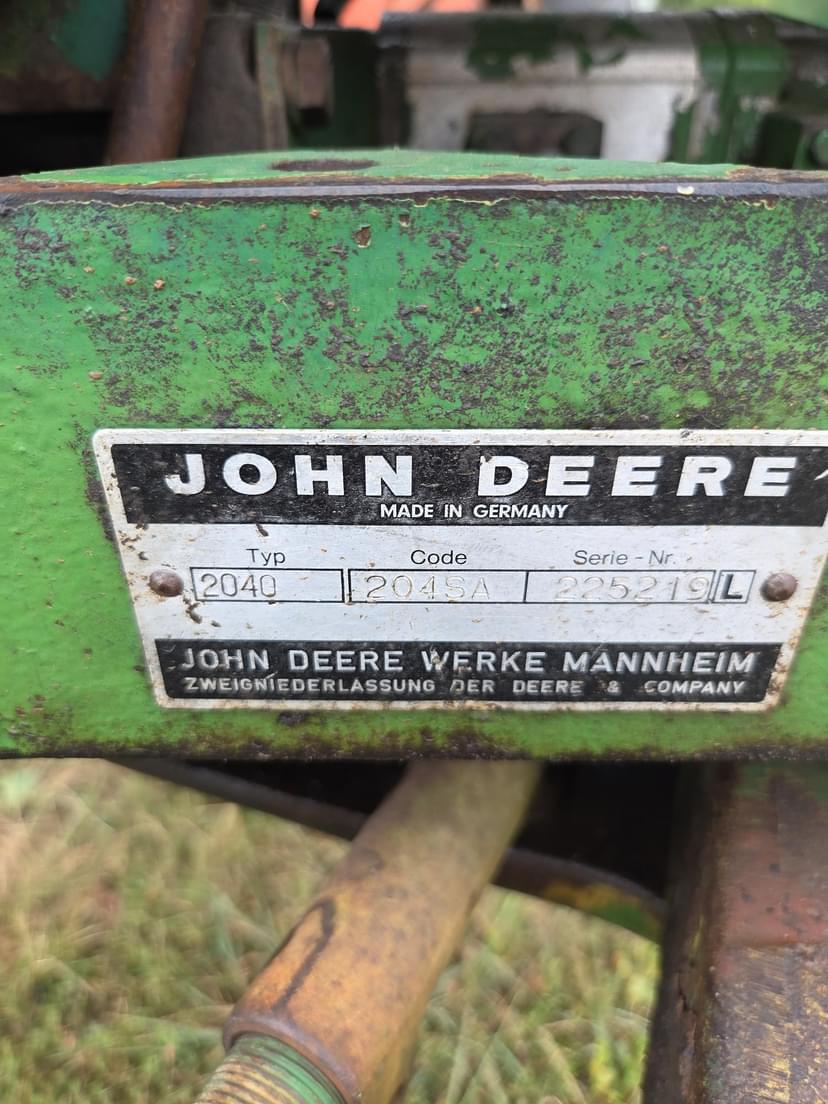 JOHN DEERE
MADE IN GERMANY
Typ Code Serie-Nr.
2040 204SA 225219 L
JOHN DEERE WERKE MANNHEIM
ZWEIGNIEDERLASSUNG DER DEERE & COMPANY